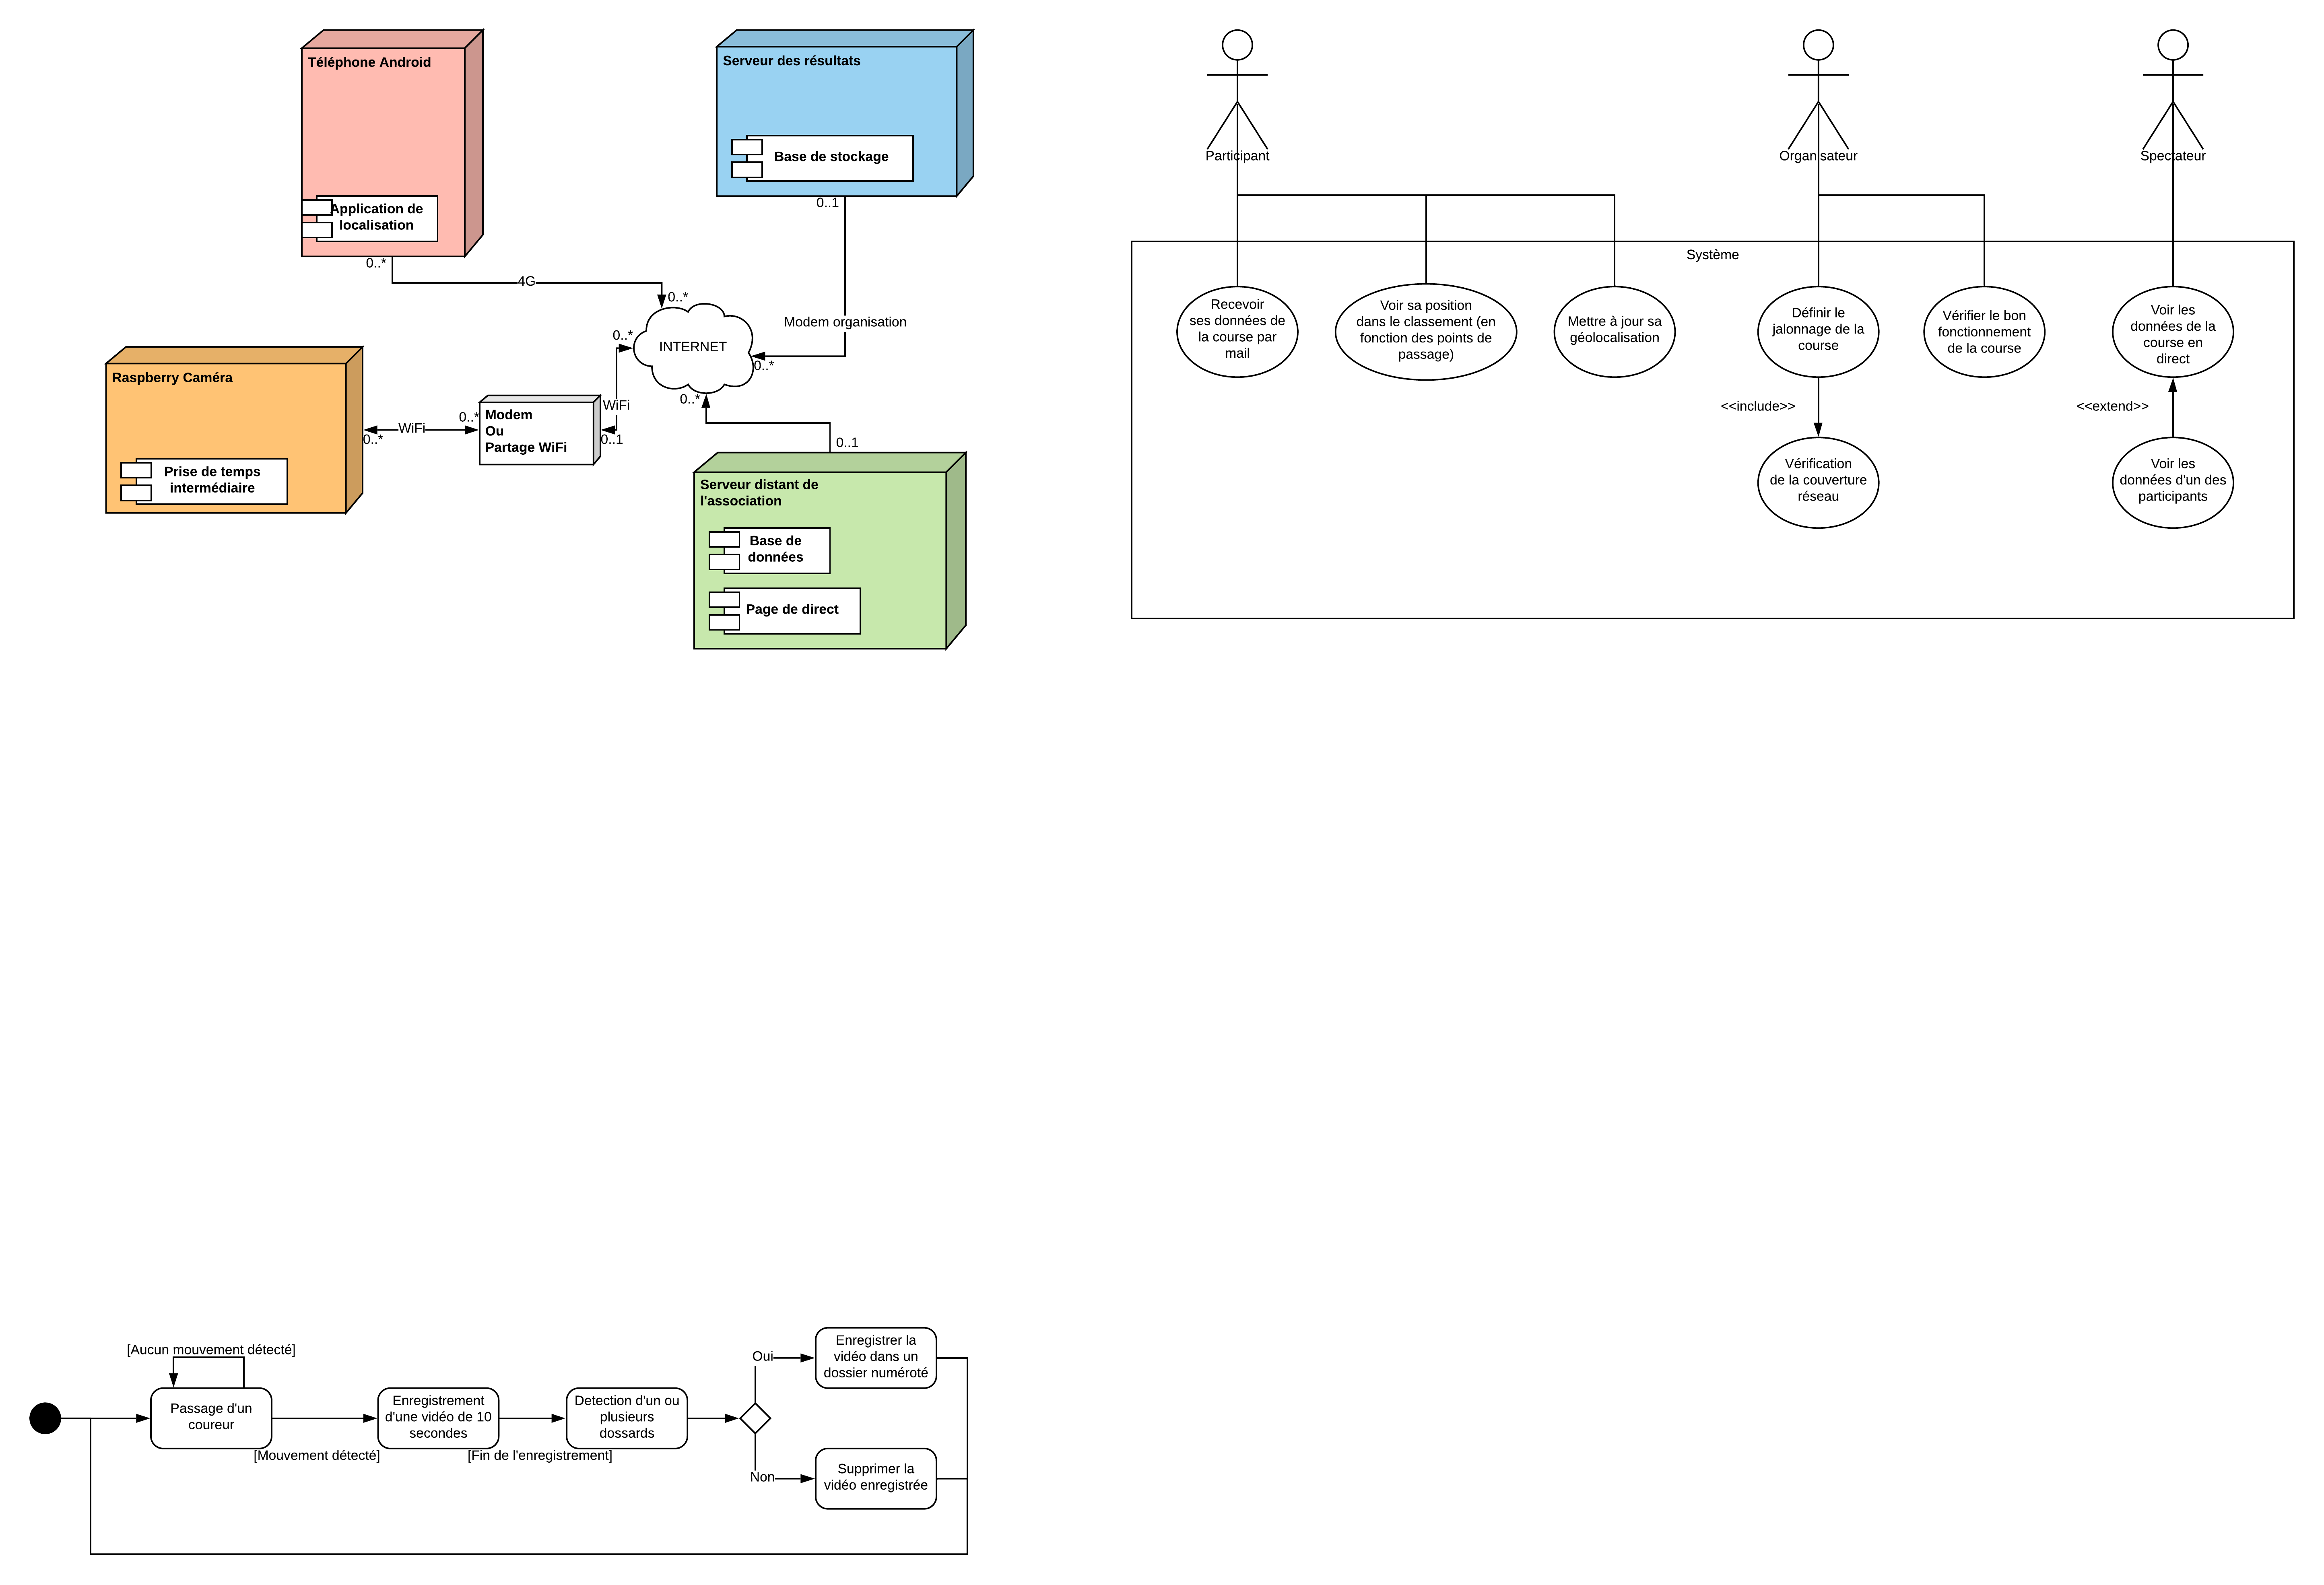 Téléphone Android
Application de
localisation
0..*
4G
0..*
Serveur des résultats
Base de stockage
0..1
Modem organisation
0..*
INTERNET
0..*
WiFi
0..1
Raspberry Caméra
Prise de temps
intermédiaire
0..*
WiFi
0..*
Modem
Ou
Partage WiFi
0..*
0..1
Serveur distant de
l'association
Base de
données
Page de direct
Participant
Organisateur
Spectateur
Système
Recevoir
ses données de
la course par
mail
Voir sa position
dans le classement (en
fonction des points de
passage)
Mettre à jour sa
géolocalisation
Définir le
jalonnage de la
course
Vérifier le bon
fonctionnement
de la course
Voir les
données de la
course en
direct
<<include>>
<<extend>>
Vérification
de la couverture
réseau
Voir les
données d'un des
participants
[Aucun mouvement détecté]
Passage d'un
coureur
[Mouvement détecté]
Enregistrement
d'une vidéo de 10
secondes
[Fin de l'enregistrement]
Detection d'un ou
plusieurs
dossards
Oui
Enregistrer la
vidéo dans un
dossier numéroté
Non
Supprimer la
vidéo enregistrée